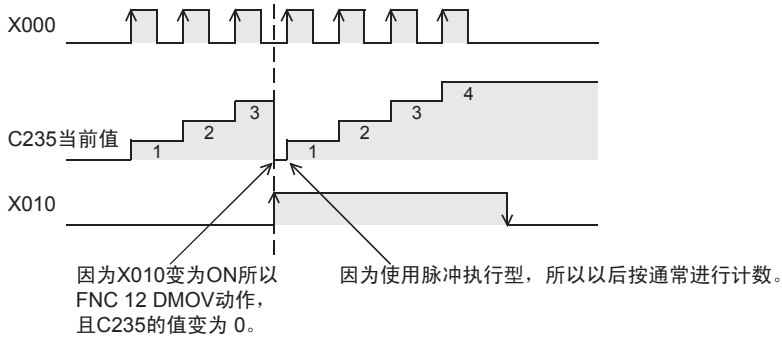 X000
C235当前值
1
2
3
1
2
3
4
X010
因为X010变为ON所以
FNC 12 DMOV动作，
且C235的值变为 0。
因为使用脉冲执行型，所以以后按通常进行计数。